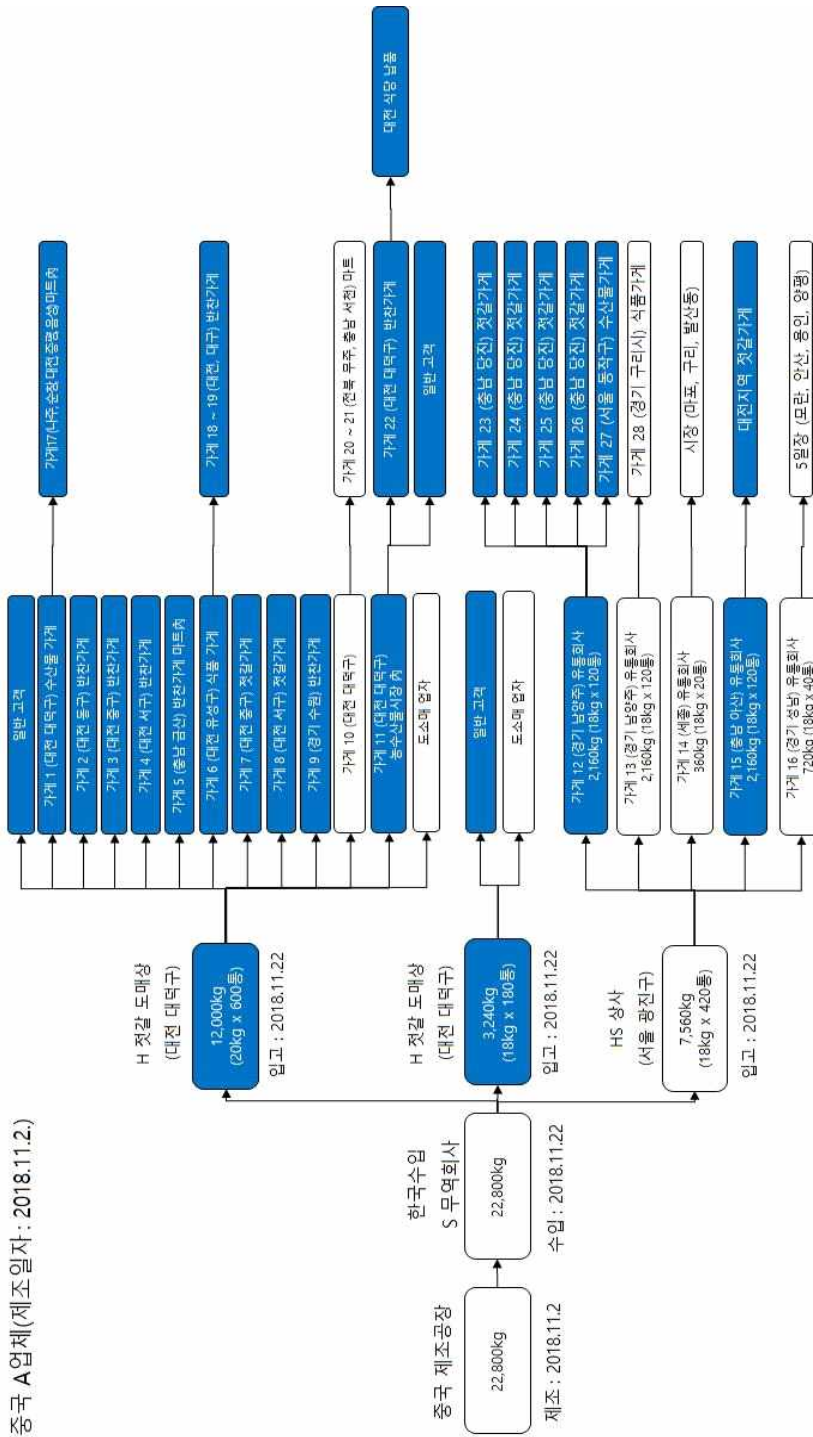 중국 A업체(제조일자 : 2018.11.2.)
중국 제조공장
22,800kg
제조 : 2018.11.2
한국수입
S 무역회사
22,800kg
수입 : 2018.11.22
H 젓갈 도매상
(대전 대덕구)
12,000kg
(20kg x 600통)
입고 : 2018.11.22
H 젓갈 도매상
(대전 대덕구)
3,240kg
(18kg x 180통)
입고 : 2018.11.22
HS 상사
(서울 광진구)
7,560kg
(18kg x 420통)
입고 : 2018.11.22
일반 고객
가게 1 (대전 대덕구) 수산물 가게
가게 2 (대전 동구) 반찬가게
가게 3 (대전 중구) 반찬가게
가게 4 (대전 서구) 반찬가게
가게 5 (충남 금산) 반찬가게 마트內
가게 6 (대전 유성구) 식품 가게
가게 7 (대전 중구) 젓갈가게
가게 8 (대전 서구) 젓갈가게
가게 9 (경기 수원) 반찬가게
가게 10 (대전 대덕구)
가게 11 (대전 대덕구)
농수산물시장 內
도소매 업자
일반 고객
도소매 업자
가게 12 (경기 남양주) 유통회사
2,160kg (18kg x 120통)
가게 13 (경기 남양주) 유통회사
2,160kg (18kg x 120통)
가게 14 (세종) 유통회사
360kg (18kg x 20통)
가게 15 (충남 아산) 유통회사
2,160kg (18kg x 120통)
가게 16 (경기 성남) 유통회사
720kg (18kg x 40통)
가게17(나주,순창,대전,증평,음성)마트內
가게 18 ~ 19 (대전, 대구) 반찬가게
가게 20 ~ 21 (전북 무주, 충남 서천) 마트
가게 22 (대전 대덕구) 반찬가게
일반 고객
가게 23 (충남 당진) 젓갈가게
가게 24 (충남 당진) 젓갈가게
가게 25 (충남 당진) 젓갈가게
가게 26 (충남 당진) 젓갈가게
가게 27 (서울 동작구) 수산물가게
가게 28 (경기 구리시) 식품가게
시장 (마포, 구리, 발산동)
대전지역 젓갈가게
5일장 (모란, 안산, 용인, 양평)
대전 식당 납품